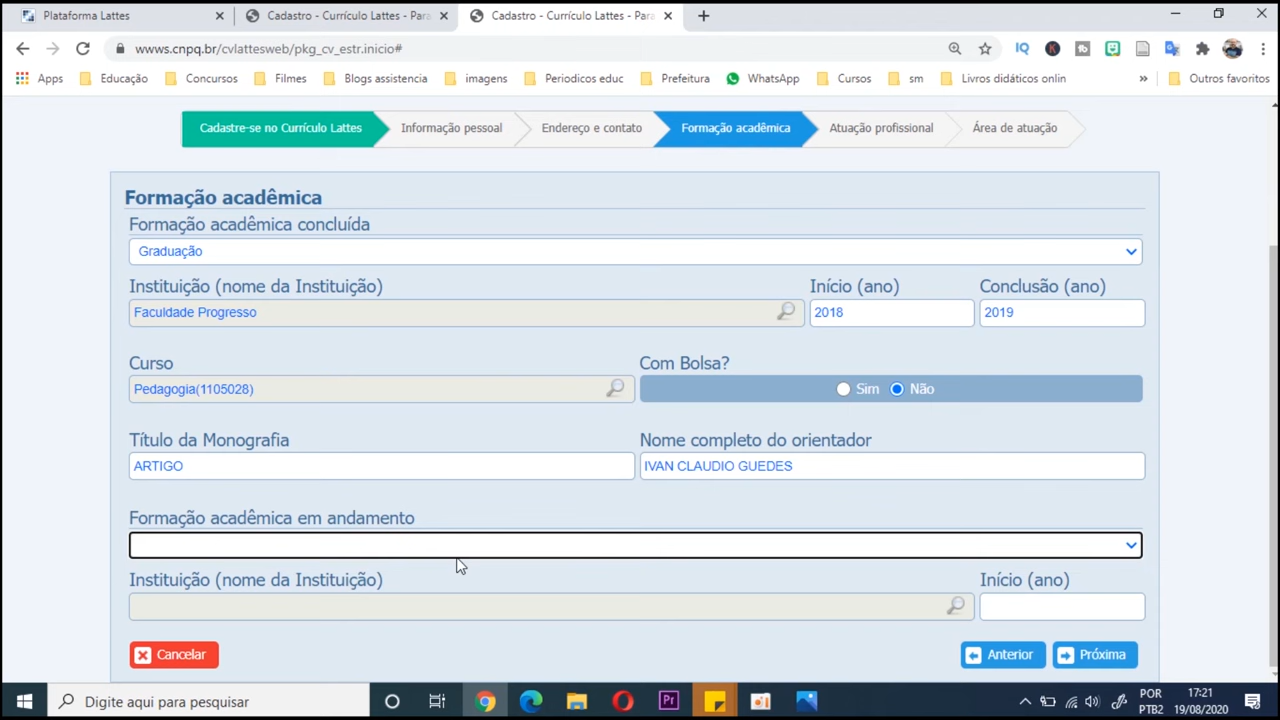 Plataforma Lattes
Cadastro - Currículo Lattes - Para
Cadastro - Currículo Lattes - Para
wwws.cnpq.br/cvlattesweb/pkg_cv_estr.inicio#
Apps
Educação
Concursos
Filmes
Blogs assistencia
imagens
Periodicos educ
Prefeitura
WhatsApp
Cursos
sm
Livros didáticos onlin
»
Outros favoritos
Cadastre-se no Currículo Lattes
Informação pessoal
Endereço e contato
Formação acadêmica
Atuação profissional
Área de atuação
Formação acadêmica
Formação acadêmica concluída
Graduação
Instituição (nome da Instituição)
Início (ano)
Conclusão (ano)
Faculdade Progresso
2018
2019
Curso
Com Bolsa?
Pedagogia(1105028)
Sim
Não
Título da Monografia
Nome completo do orientador
ARTIGO
IVAN CLAUDIO GUEDES
Formação acadêmica em andamento
Instituição (nome da Instituição)
Início (ano)
Cancelar
Anterior
Próxima
Digite aqui para pesquisar
Pr
POR
PTB2
17:21
19/08/2020